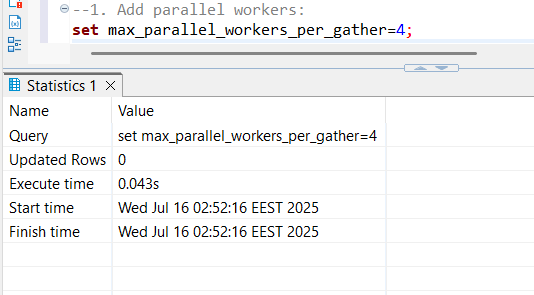 --1. Add parallel workers:
set max_parallel_workers_per_gather=4;
Statistics 1
Name Value
Query set max_parallel_workers_per_gather=4
Updated Rows 0
Execute time 0.043s
Start time Wed Jul 16 02:52:16 EEST 2025
Finish time Wed Jul 16 02:52:16 EEST 2025